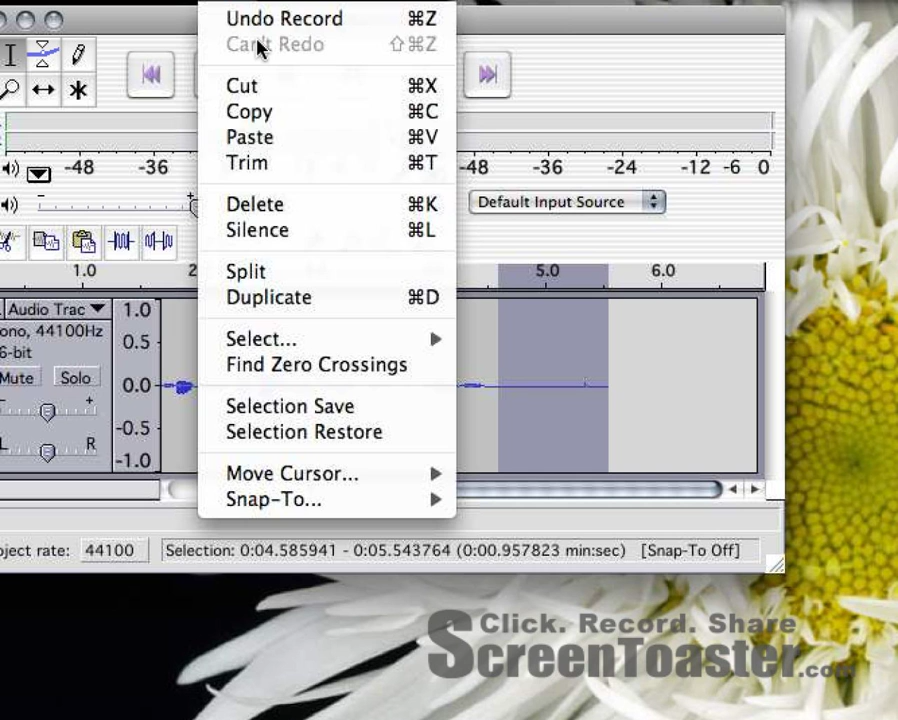 Undo Record ⌘Z
Can't Redo ⇧⌘Z
Cut ⌘X
Copy ⌘C
Paste ⌘V
Trim ⌘T
Delete ⌘K
Silence ⌘L
Split
Duplicate ⌘D
Select...
Find Zero Crossings
Selection Save
Selection Restore
Move Cursor...
Snap-To...
-48 -36
-48 -36 -24 -12 -6 0
- +
Default Input Source
1.0 2 5.0 6.0
Audio Trac
ono, 44100Hz
6-bit
Mute Solo
- +
L R
1.0
0.5
0.0
-0.5
-1.0
oject rate: 44100 Selection: 0:04.585941 - 0:05.543764 (0:00.957823 min:sec) [Snap-To Off]
Click. Record. Share
ScreenToaster.com